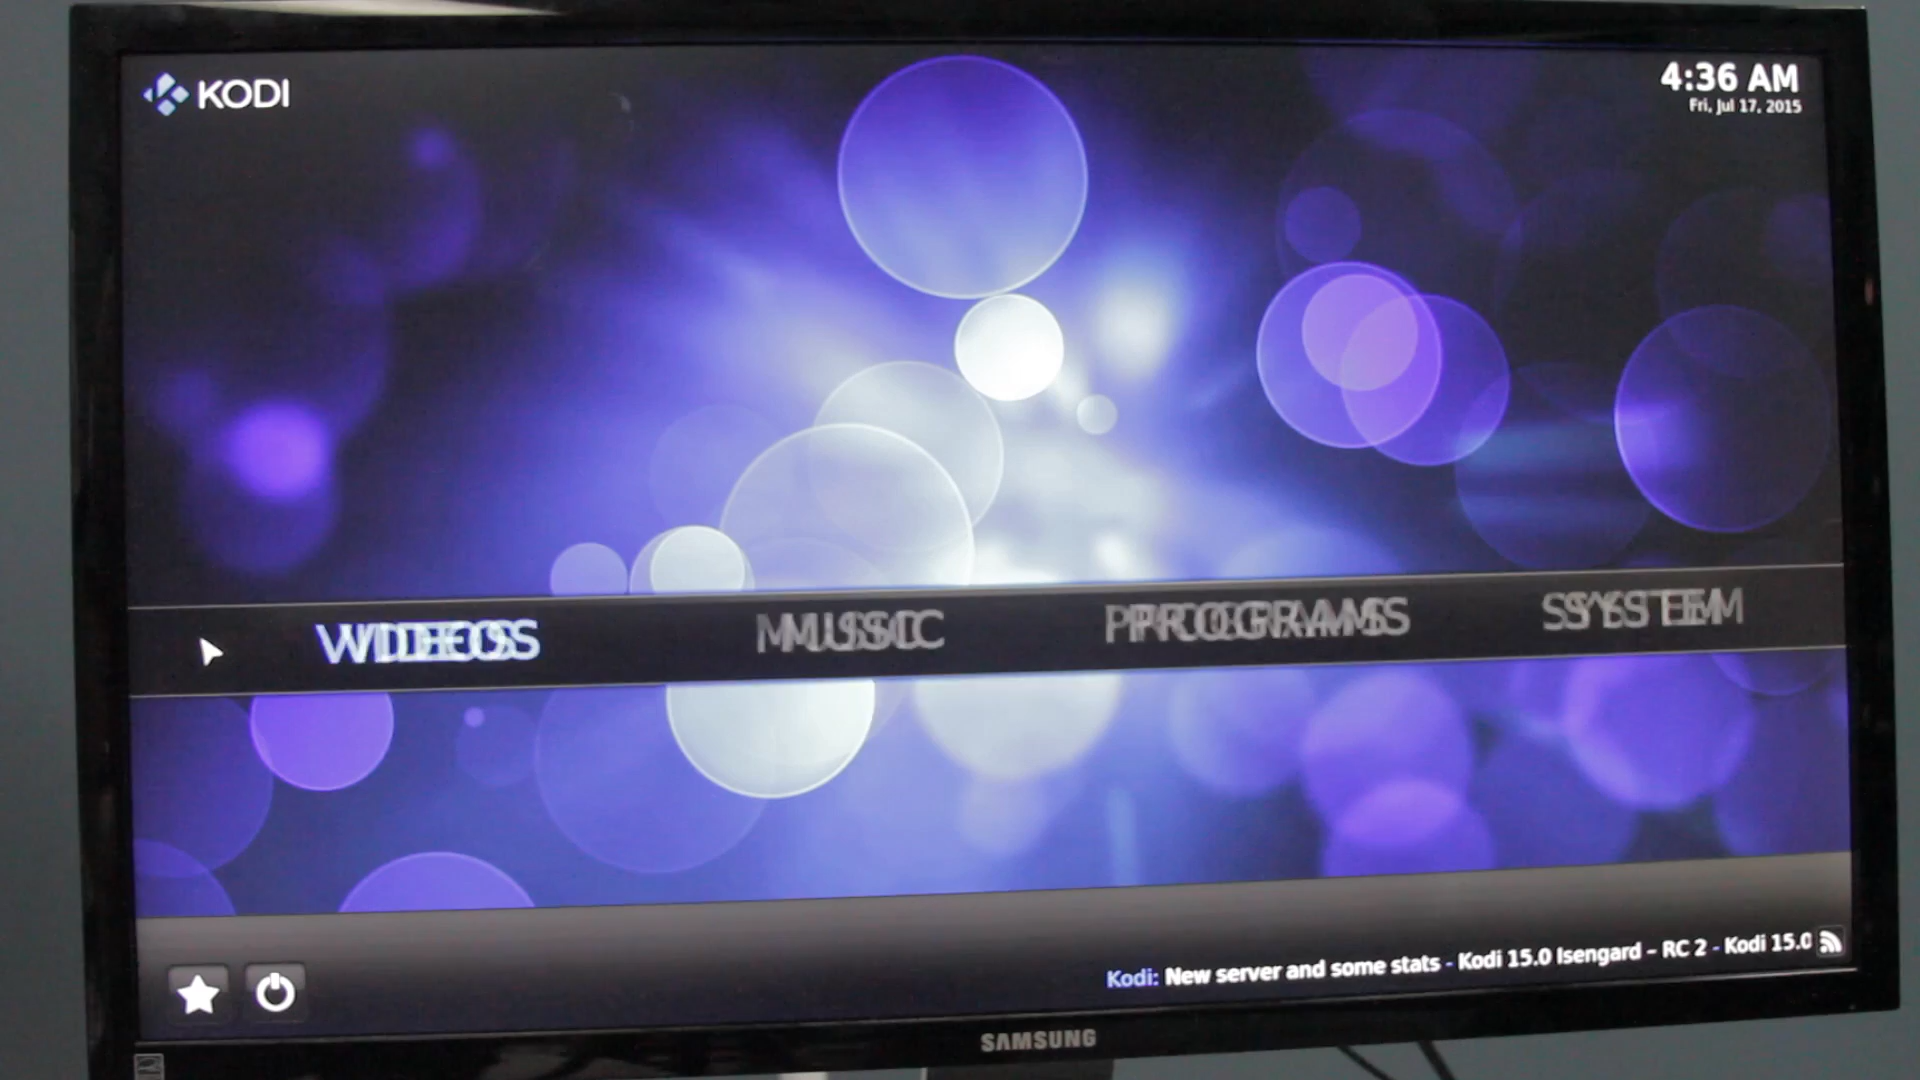 KODI
4:36 AM
Fri, Jul 17, 2015
VIDEOS
MUSIC
PROGRAMS
SYSTEM
Kodi: New server and some stats - Kodi 15.0 Isengard – RC 2 - Kodi 15.0
SAMSUNG